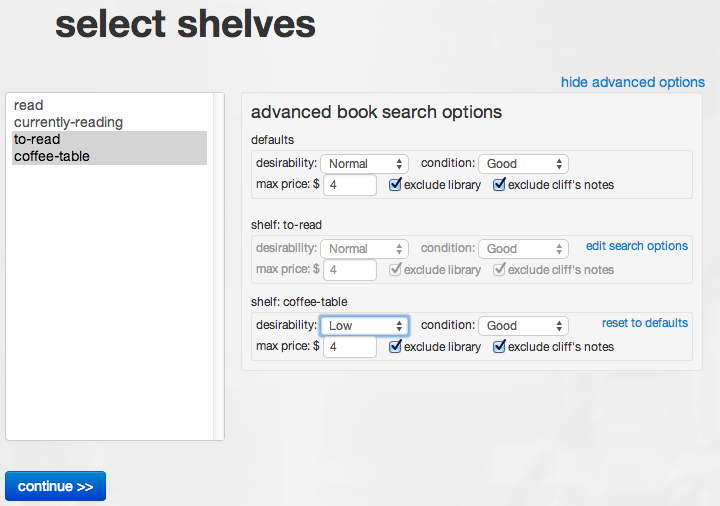 select shelves
hide advanced options
read
currently-reading
to-read
coffee-table
advanced book search options
defaults
desirability: Normal condition: Good
max price: $ 4 exclude library exclude cliff's notes
shelf: to-read
desirability: Normal condition: Good edit search options
max price: $ 4 exclude library exclude cliff's notes
shelf: coffee-table
desirability: Low condition: Good reset to defaults
max price: $ 4 exclude library exclude cliff's notes
continue >>